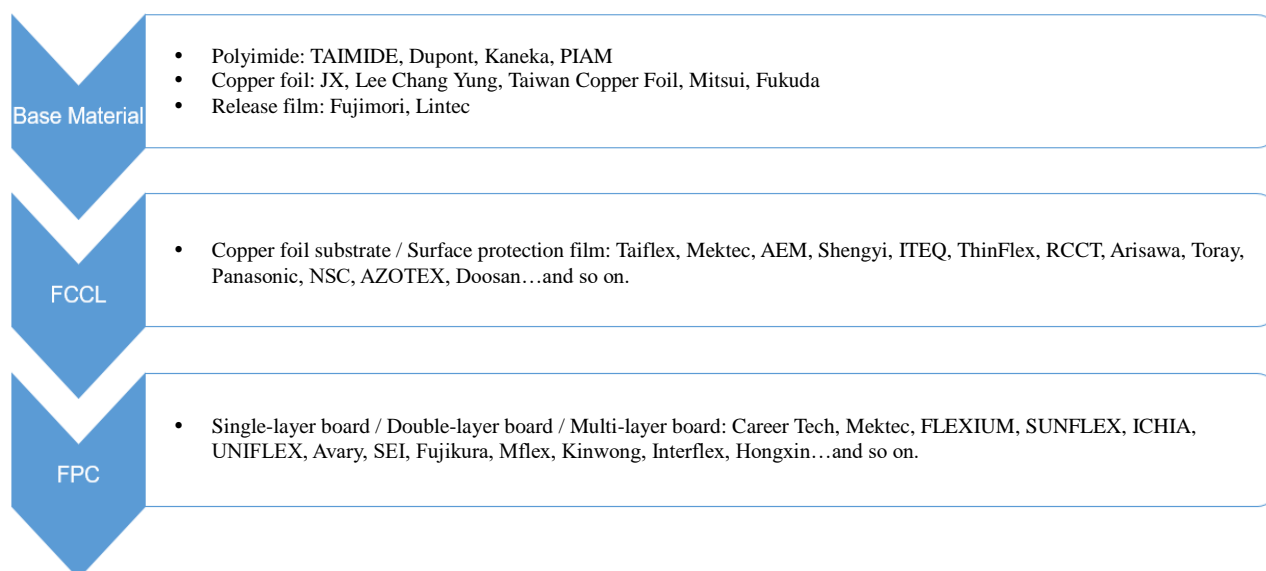 Base Material
• Polyimide: TAIMIDE, Dupont, Kaneka, PIAM
• Copper foil: JX, Lee Chang Yung, Taiwan Copper Foil, Mitsui, Fukuda
• Release film: Fujimori, Lintec
FCCL
• Copper foil substrate / Surface protection film: Taiflex, Mektec, AEM, Shengyi, ITEQ, ThinFlex, RCCT, Arisawa, Toray,
Panasonic, NSC, AZOTEX, Doosan…and so on.
FPC
• Single-layer board / Double-layer board / Multi-layer board: Career Tech, Mektec, FLEXIUM, SUNFLEX, ICHIA,
UNIFLEX, Avary, SEI, Fujikura, Mflex, Kinwong, Interflex, Hongxin…and so on.